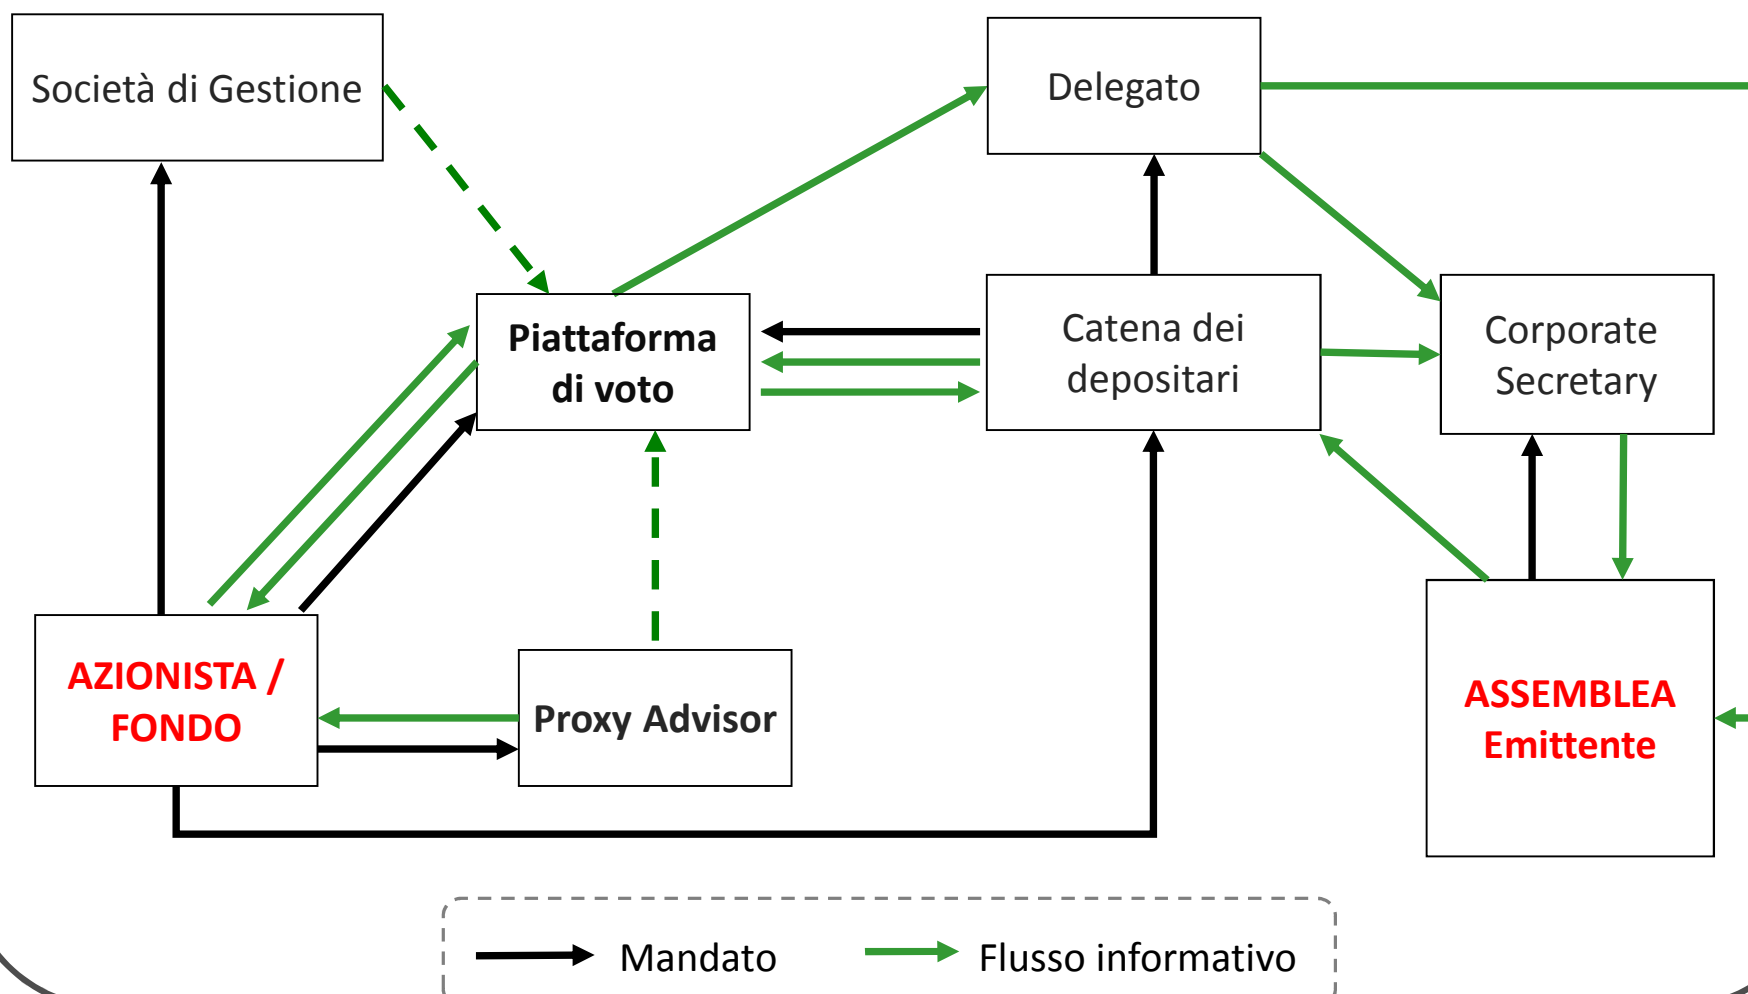 Società di Gestione
Delegato
Piattaforma
di voto
Catena dei
depositari
Corporate
Secretary
AZIONISTA /
FONDO
Proxy Advisor
ASSEMBLEA
Emittente
Mandato
Flusso informativo